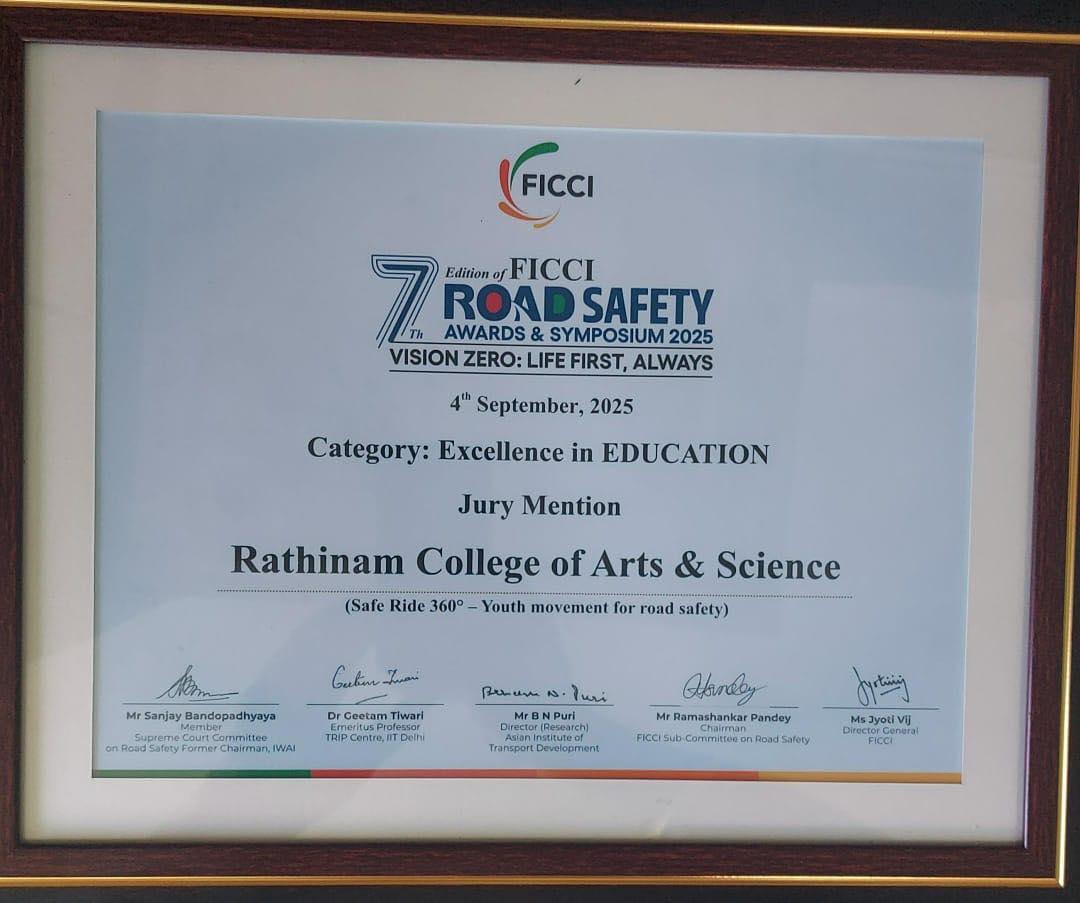 FICCI
7Th Edition of FICCI
ROAD SAFETY
AWARDS & SYMPOSIUM 2025
VISION ZERO: LIFE FIRST, ALWAYS
4th September, 2025
Category: Excellence in EDUCATION
Jury Mention
Rathinam College of Arts & Science
(Safe Ride 360° – Youth movement for road safety)
Mr Sanjay Bandopadhyaya
Member
Supreme Court Committee
on Road Safety Former Chairman, IWAI
Geetam Tiwari
Dr Geetam Tiwari
Emeritus Professor
TRIP Centre, IIT Delhi
Mr B N Puri
Director (Research)
Asian Institute of
Transport Development
Mr Ramashankar Pandey
Chairman
FICCI Sub-Committee on Road Safety
Ms Jyoti Vij
Director General
FICCI